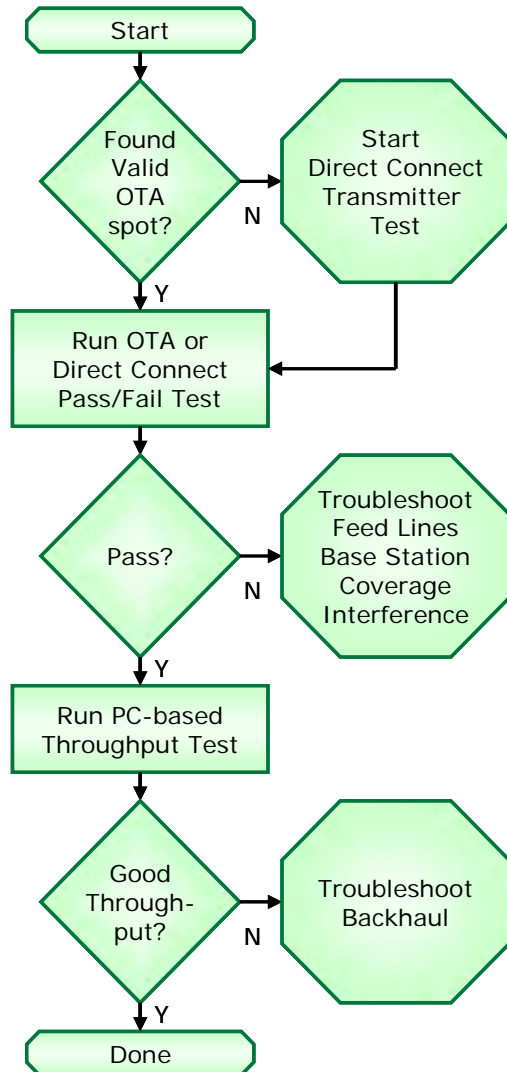 Start
Found
Valid
OTA
spot?
N
Start
Direct Connect
Transmitter
Test
Y
Run OTA or
Direct Connect
Pass/Fail Test
Pass?
N
Troubleshoot
Feed Lines
Base Station
Coverage
Interference
Y
Run PC-based
Throughput Test
Good
Through-
put?
N
Troubleshoot
Backhaul
Y
Done